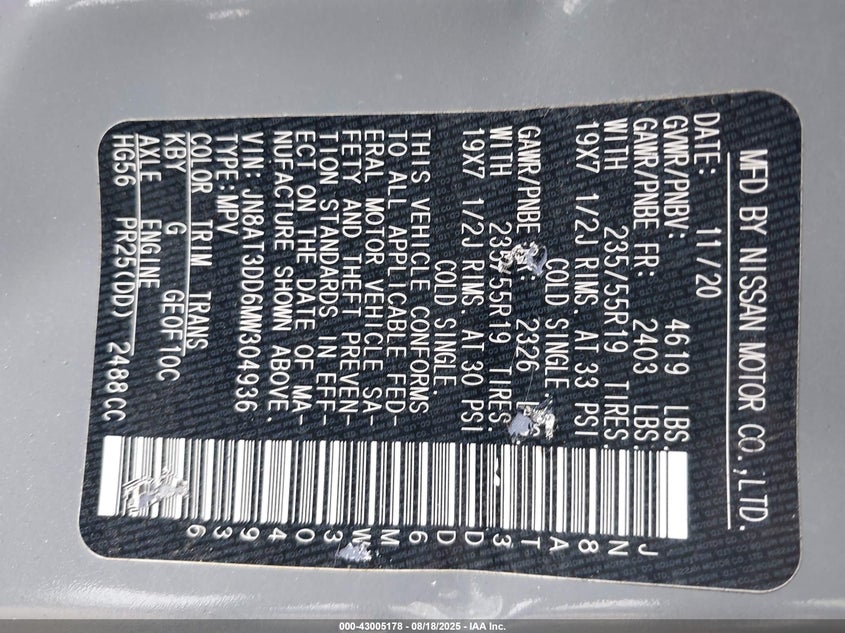 MFD BY NISSAN MOTOR CO.,LTD.
DATE: 11/20
GVWR/PNBV: 4619 LBS.
GAWR/PNBE FR: 2403 LBS.
WITH 235/55R19 TIRES.
19X7 1/2J RIMS. AT 33 PSI
COLD SINGLE
GAWR/PNBE : 2326
WITH 235/55R19 TIRES.
19X7 1/2J RIMS. AT 30 PSI
COLD SINGLE.
THIS VEHICLE CONFORMS
TO ALL APPLICABLE FED-
ERAL MOTOR VEHICLE SA-
FETY AND THEFT PREVEN-
TION STANDARDS IN EFF-
ECT ON THE DATE OF MA-
NUFACTURE SHOWN ABOVE.
VIN: JN8AT3DD6MW304936
TYPE:MPV
COLOR TRIM TRANS
KBY G GEOF10C
AXLE ENGINE
HG56 PR25(DD) 2488CC
JN8AT3DD6MW304936
000-43005178 - 08/18/2025 - IAA Inc.